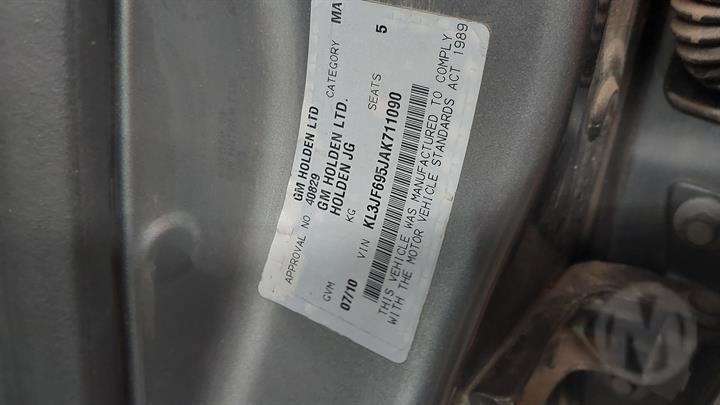 GM HOLDEN LTD
APPROVAL NO 40829 CATEGORY MA
GM HOLDEN LTD.
HOLDEN JG
GVM KG SEATS 5
07/10 VIN KL3JF695JAK711090
THIS VEHICLE WAS MANUFACTURED TO COMPLY
WITH THE MOTOR VEHICLE STANDARDS ACT 1989
M